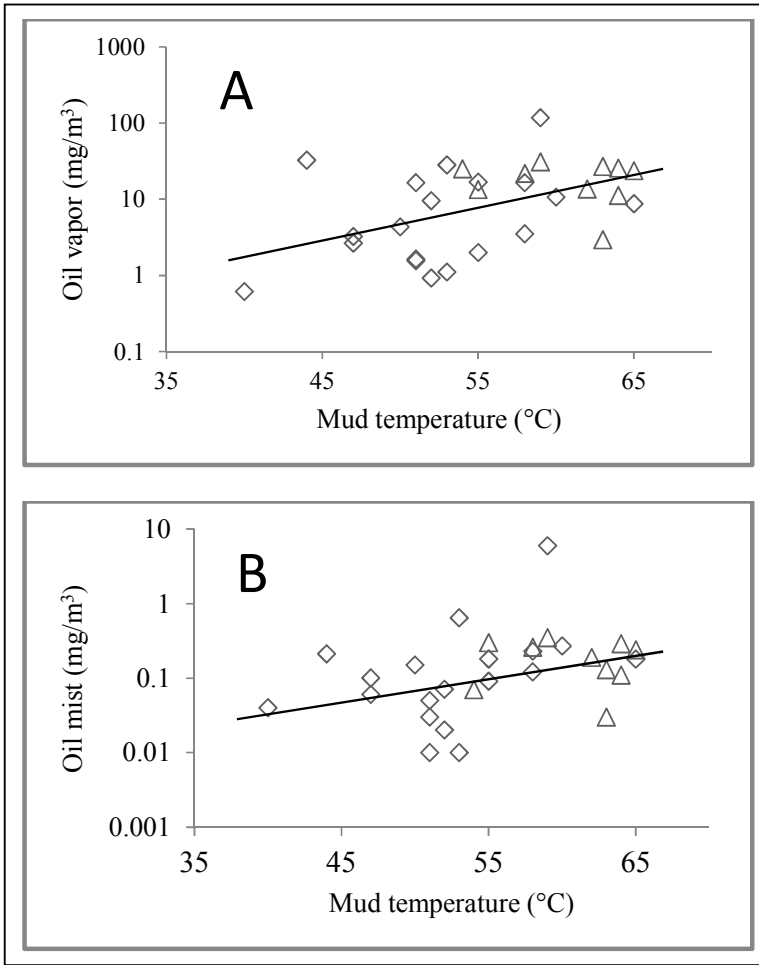 A
1000
100
10
1
0.1
Oil vapor (mg/m³)
35 45 55 65
Mud temperature (°C)
B
10
1
0.1
0.01
0.001
Oil mist (mg/m³)
35 45 55 65
Mud temperature (°C)